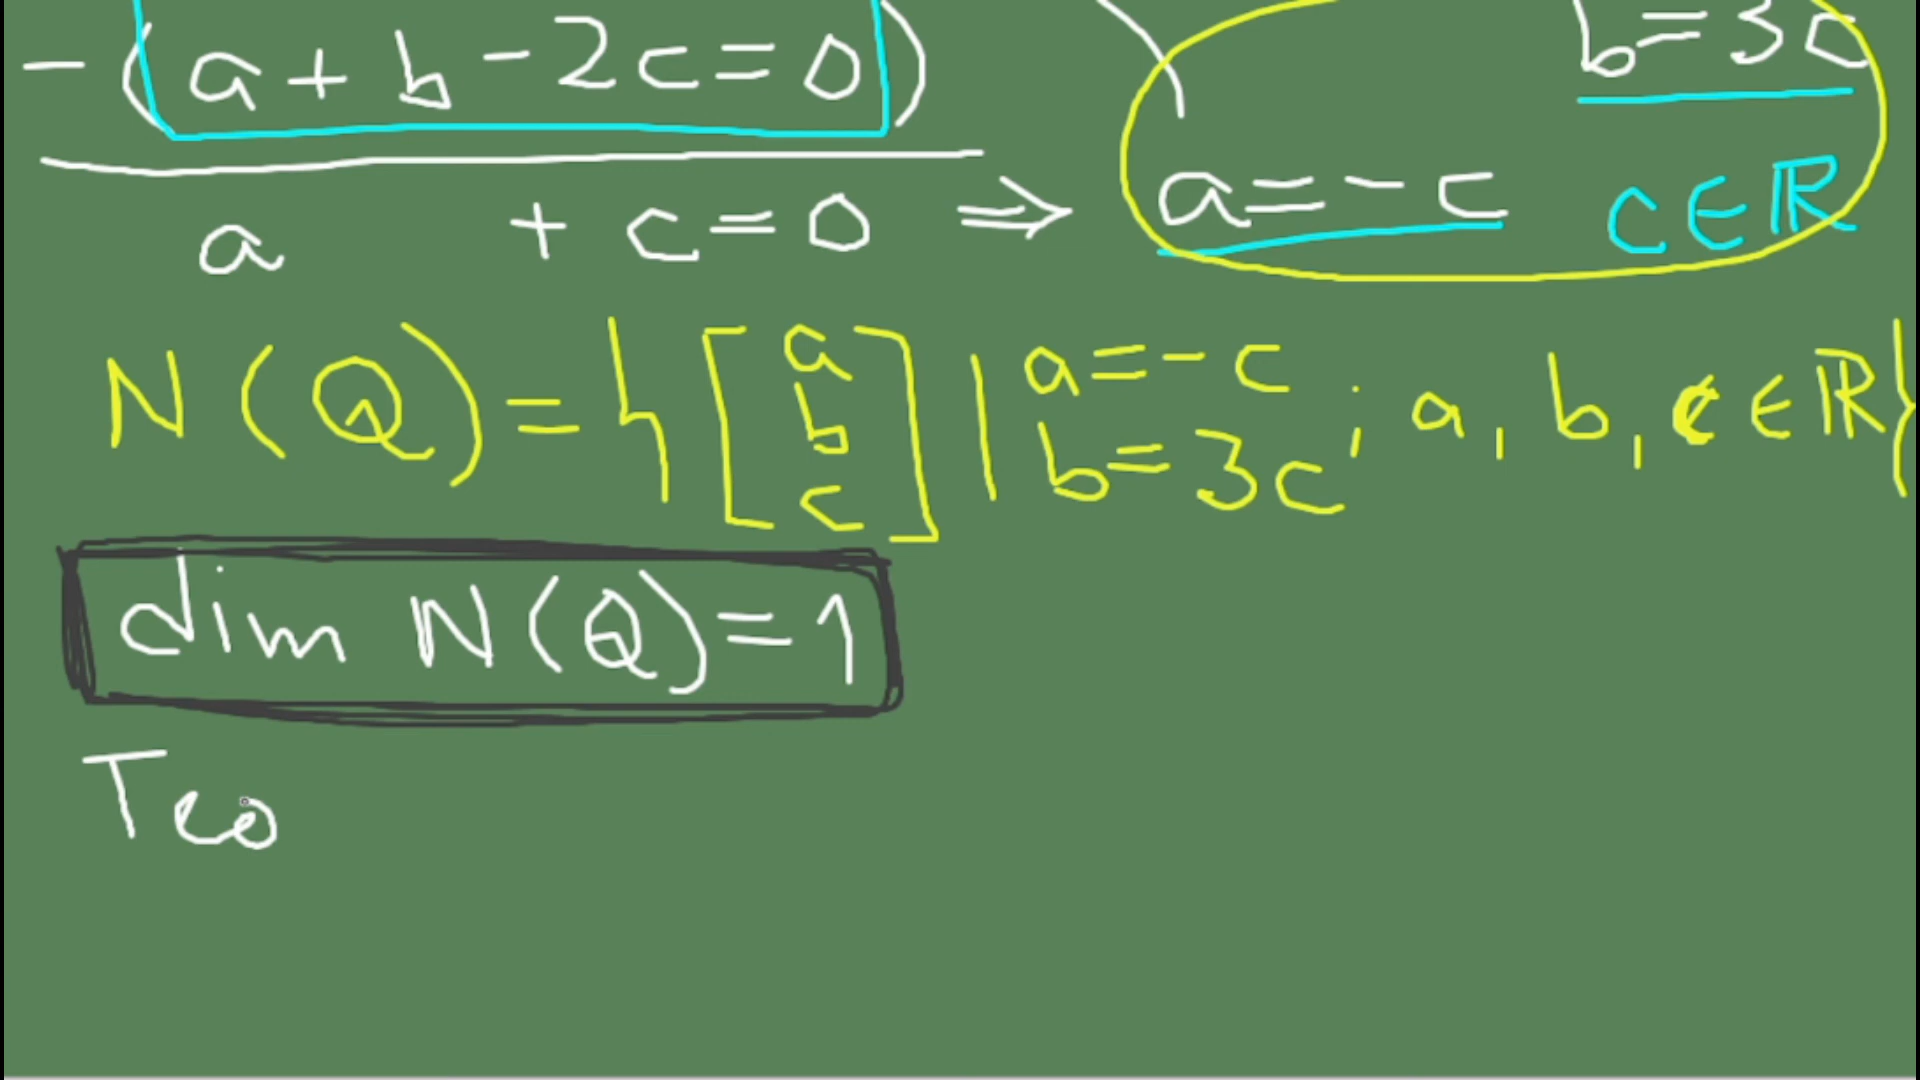 -(a+b-2c=0) b=3c
a +c=0 ⇒ a=-c c∈ℝ
N(Q)={[a b c] | a=-c b=3c ; a,b,c∈ℝ}
dim N(Q)=1
Teo